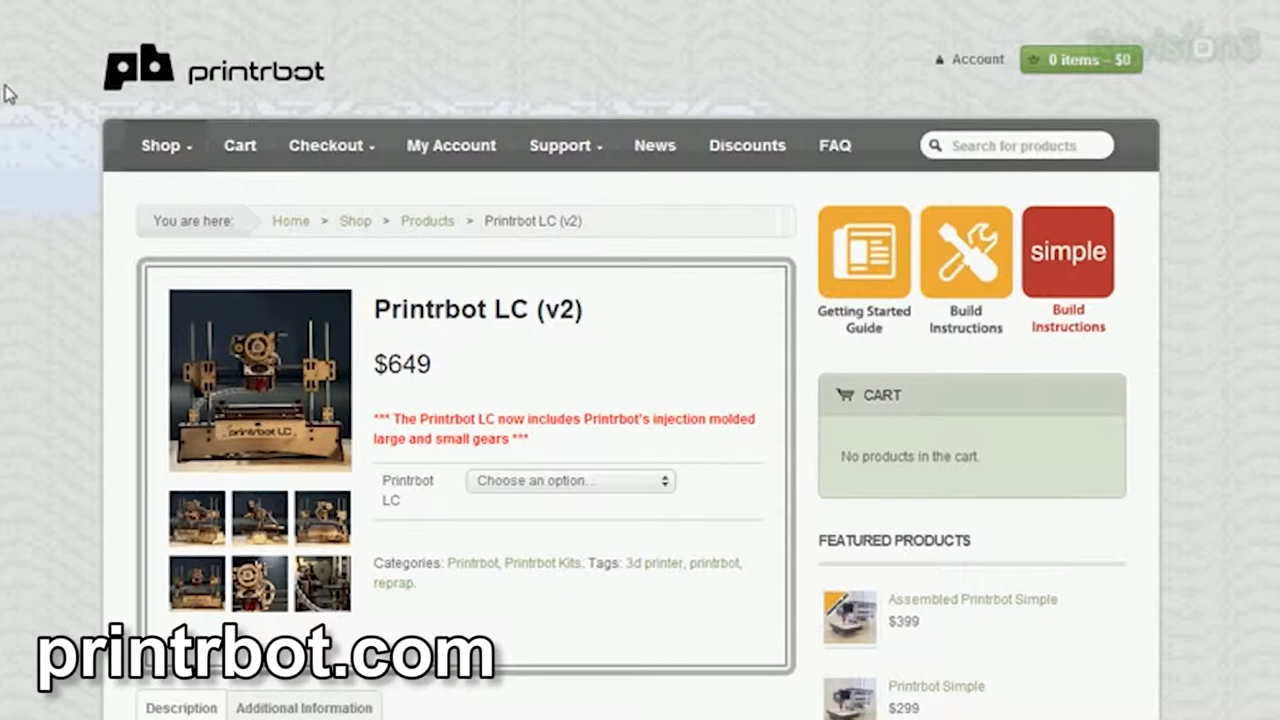 pb printrbot
Account
0 items – $0
Revision3
Shop
Cart
Checkout
My Account
Support
News
Discounts
FAQ
Search for products
You are here:
Home > Shop > Products > Printrbot LC (v2)
Printrbot LC (v2)
$649
*** The Printrbot LC now includes Printrbot's injection molded
large and small gears ***
Printrbot
LC
Choose an option...
Categories: Printrbot, Printrbot Kits. Tags: 3d printer, printrbot,
reprap.
printrbot LC
Getting Started
Guide
Build
Instructions
simple
Build
Instructions
CART
No products in the cart.
FEATURED PRODUCTS
Assembled Printrbot Simple
$399
Printrbot Simple
$299
printrbot.com
Description
Additional Information